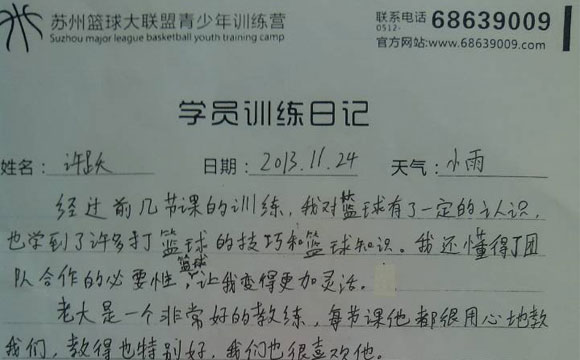 苏州篮球大联盟青少年训练营
Suzhou major league basketball youth training camp
联系电话 0512- 68639009
官方网站:www.68639009.com
学员训练日记
姓名: 许跃 日期: 2013.11.24 天气: 小雨
经过前几节课的训练,我对篮球有了一定的认识,
也学到了许多打篮球的技巧和篮球知识。我还懂得了团
队合作的必要性,篮球让我变得更加灵活。
老大是一个非常好的教练,每节课他都很用心地教
我们,教得也特别好,我们也很喜欢他。